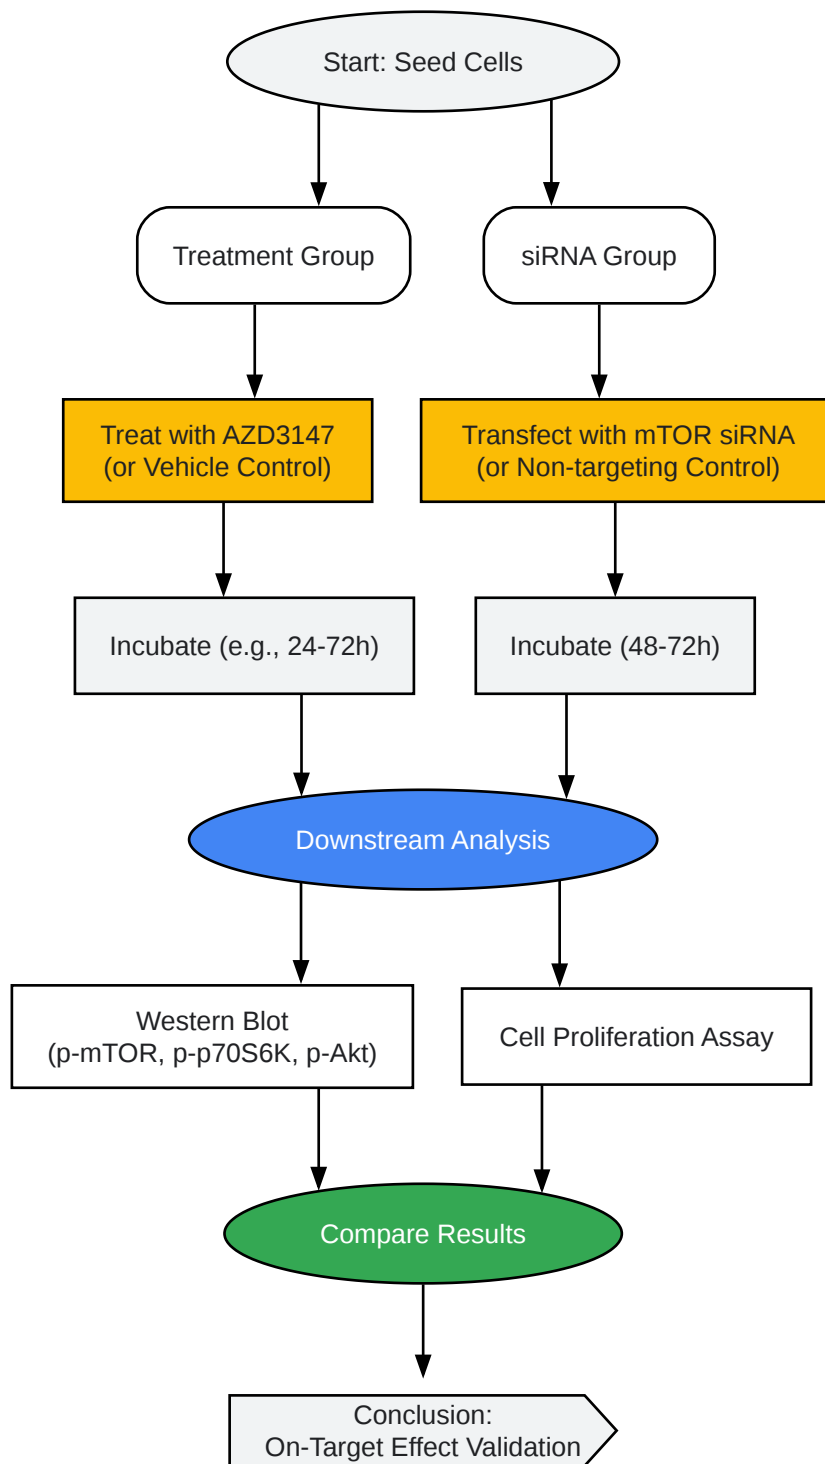 Start: Seed Cells
Treatment Group
siRNA Group
Treat with AZD3147
(or Vehicle Control)
Transfect with mTOR siRNA
(or Non-targeting Control)
Incubate (e.g., 24-72h)
Incubate (48-72h)
Downstream Analysis
Western Blot
(p-mTOR, p-p70S6K, p-Akt)
Cell Proliferation Assay
Compare Results
Conclusion:
On-Target Effect Validation